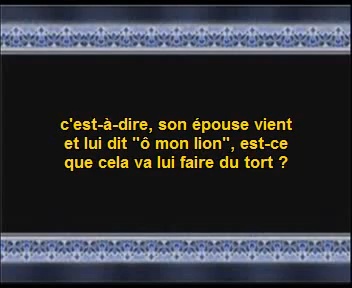 c'est-à-dire, son épouse vient
et lui dit "ô mon lion", est-ce
que cela va lui faire du tort ?